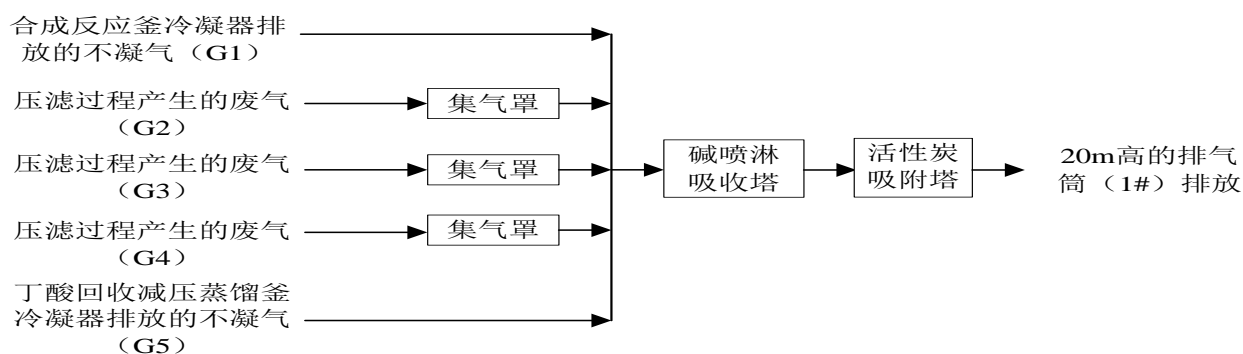 合成反应釜冷凝器排
放的不凝气（G1）
压滤过程产生的废气
（G2）
集气罩
压滤过程产生的废气
（G3）
集气罩
压滤过程产生的废气
（G4）
集气罩
丁酸回收减压蒸馏釜
冷凝器排放的不凝气
（G5）
碱喷淋
吸收塔
活性炭
吸附塔
20m高的排气
筒（1#）排放